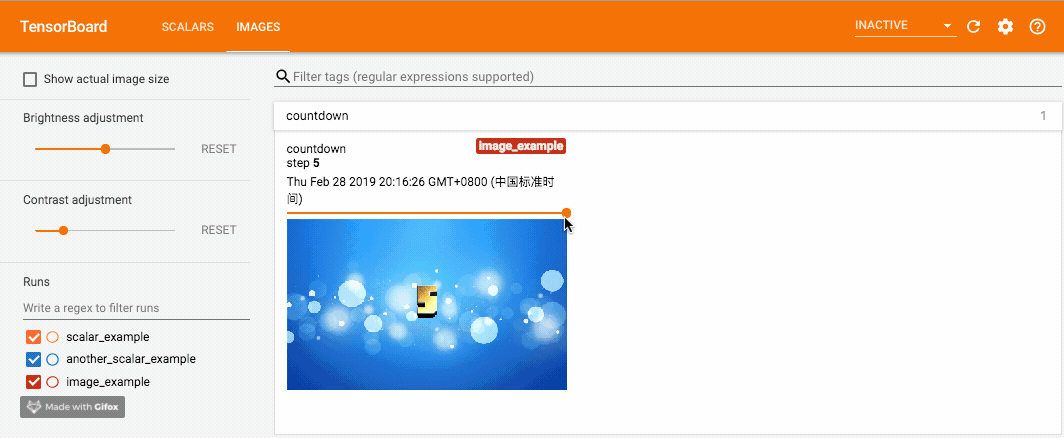 TensorBoard
SCALARS
IMAGES
INACTIVE
Show actual image size
Filter tags (regular expressions supported)
Brightness adjustment
RESET
Contrast adjustment
RESET
Runs
Write a regex to filter runs
scalar_example
another_scalar_example
image_example
Made with Gifox
countdown
1
countdown
image_example
step 5
Thu Feb 28 2019 20:16:26 GMT+0800 (中国标准时
间)
5